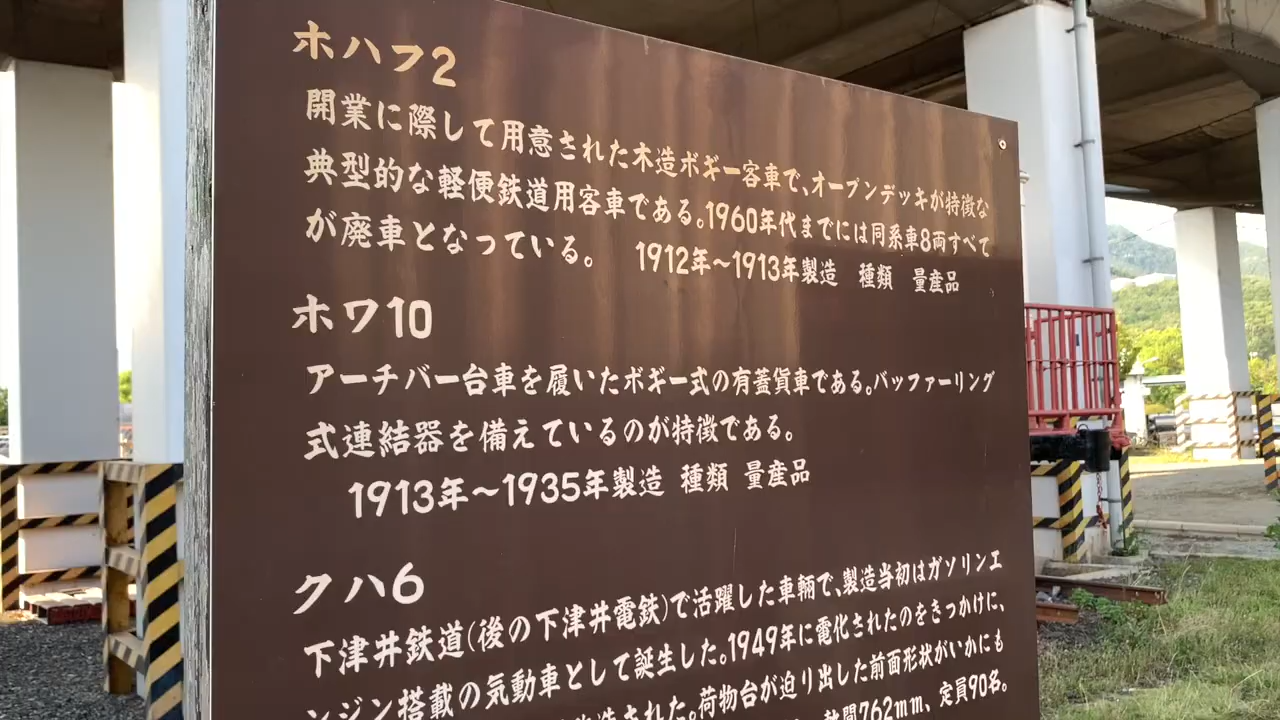 ホハフ2
開業に際して用意された木造ボギー客車で、オープンデッキが特徴な
典型的な軽便鉄道用客車である。1960年代までには同系車8両すべて
が廃車となっている。 1912年～1913年製造 種類 量産品
ホワ10
アーチバー台車を履いたボギー式の有蓋貨車である。バッファーリング
式連結器を備えているのが特徴である。
1913年～1935年製造 種類 量産品
クハ6
下津井鉄道(後の下津井電鉄)で活躍した車輌で、製造当初はガソリンエ
ンジン搭載の気動車として誕生した。1949年に電化されたのをきっかけに、
造された。荷物台が迫り出した前面形状がいかにも
軌間762mm、定員90名。